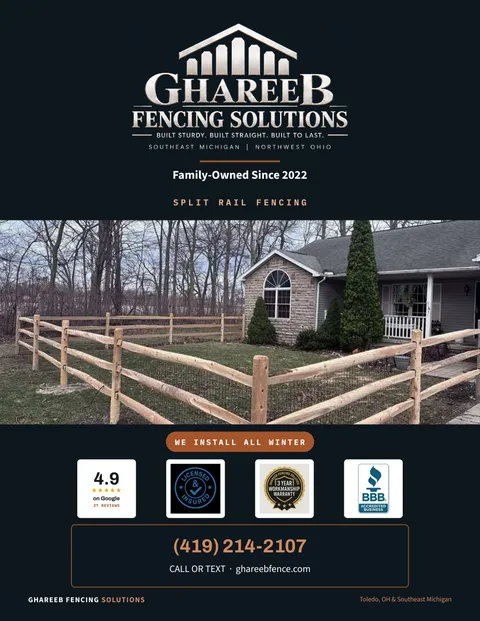 GHAREEB
FENCING SOLUTIONS
BUILT STURDY. BUILT STRAIGHT. BUILT TO LAST.
SOUTHEAST MICHIGAN | NORTHWEST OHIO
Family-Owned Since 2022
SPLIT RAIL FENCING
WE INSTALL ALL WINTER
4.9
★★★★★
on Google
27 REVIEWS
LICENSED
&
INSURED
3 YEAR
WORKMANSHIP
WARRANTY
BBB.
ACCREDITED
BUSINESS
(419) 214-2107
CALL OR TEXT · ghareebfence.com
GHAREEB FENCING SOLUTIONS
Toledo, OH & Southeast Michigan